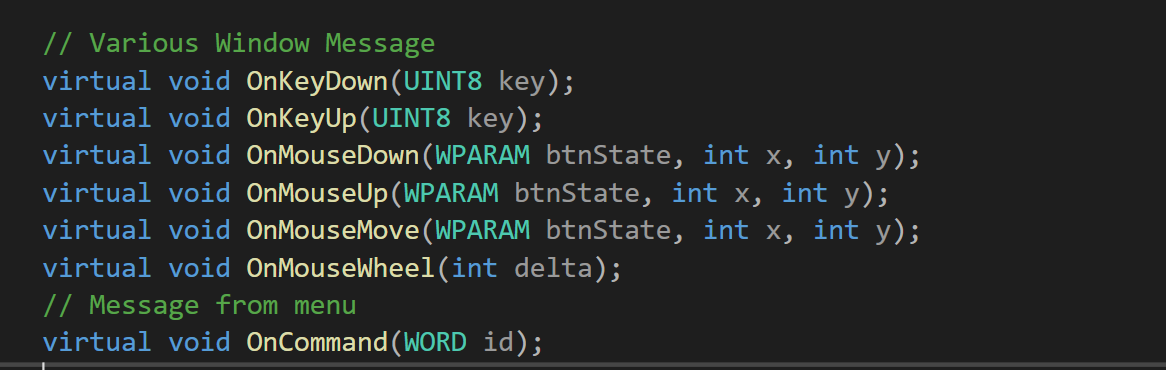 // Various Window Message
virtual void OnKeyDown(UINT8 key);
virtual void OnKeyUp(UINT8 key);
virtual void OnMouseDown(WPARAM btnState, int x, int y);
virtual void OnMouseUp(WPARAM btnState, int x, int y);
virtual void OnMouseMove(WPARAM btnState, int x, int y);
virtual void OnMouseWheel(int delta);
// Message from menu
virtual void OnCommand(WORD id);